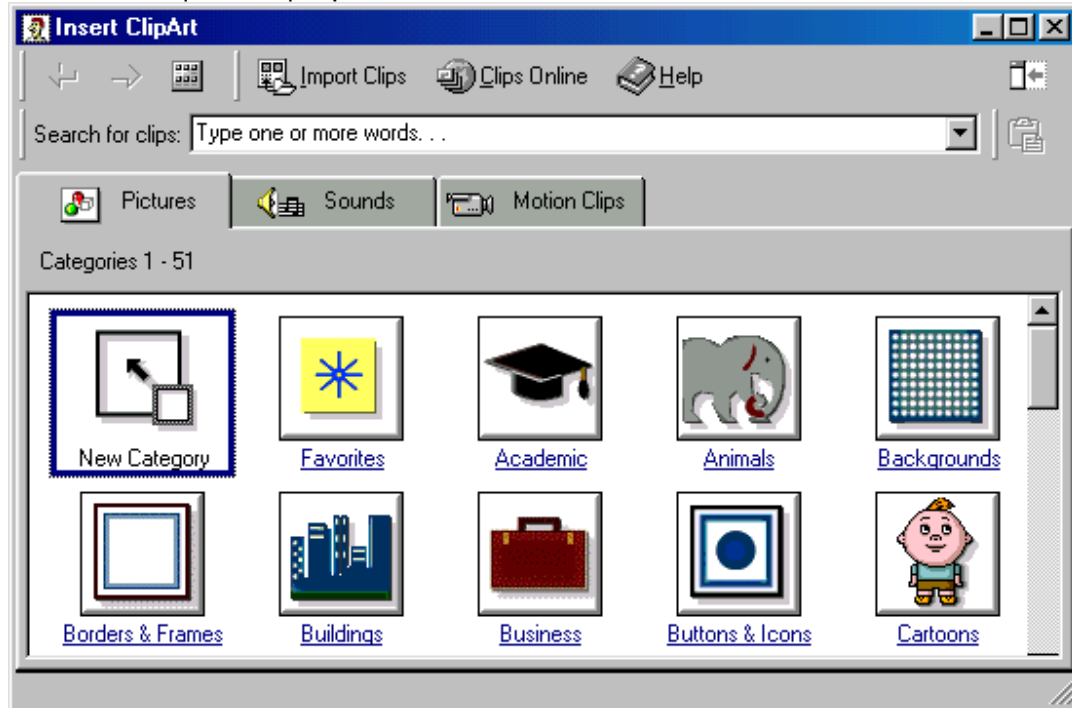 Insert ClipArt
Import Clips Clips Online Help
Search for clips: Type one or more words. . .
Pictures Sounds Motion Clips
Categories 1 - 51
New Category Favorites Academic Animals Backgrounds
Borders & Frames Buildings Business Buttons & Icons Cartoons